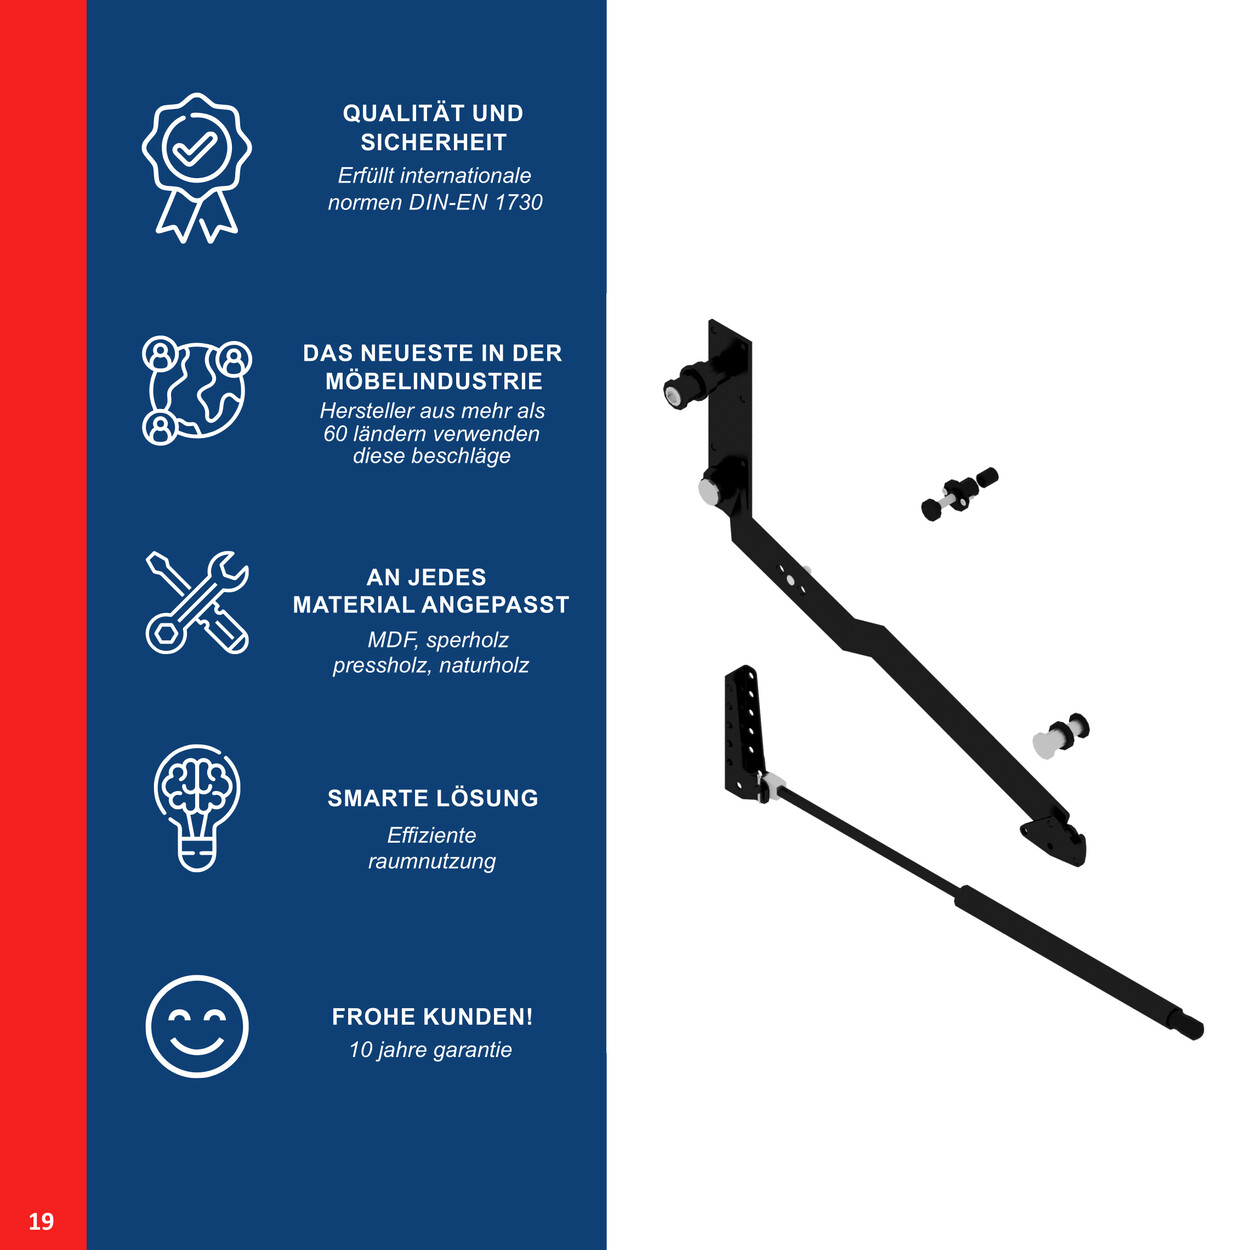 QUALITÄT UND
SICHERHEIT
Erfüllt internationale
normen DIN-EN 1730
DAS NEUESTE IN DER
MÖBELINDUSTRIE
Hersteller aus mehr als
60 ländern verwenden
diese beschläge
AN JEDES
MATERIAL ANGEPASST
MDF, sperholz
pressholz, naturholz
SMARTE LÖSUNG
Effiziente
raumnutzung
FROHE KUNDEN!
10 jahre garantie
19